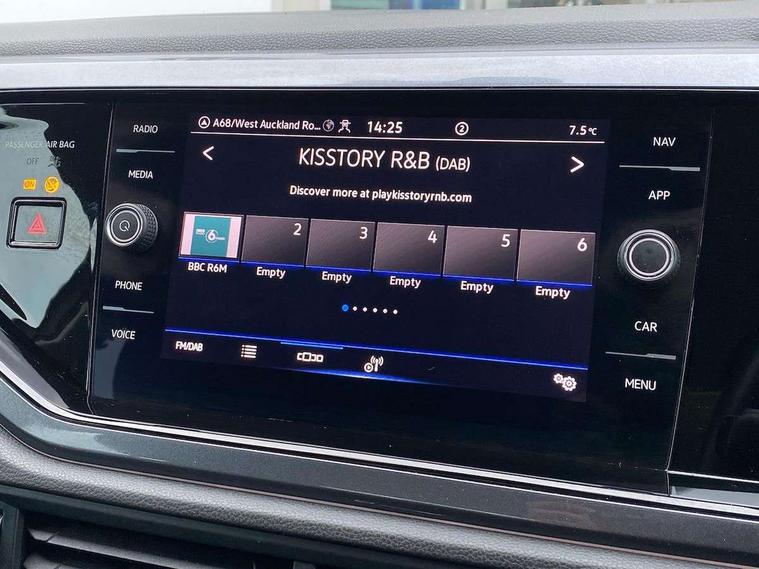 RADIO
MEDIA
PHONE
VOICE
PASSENGER AIR BAG
OFF
ON
A68/West Auckland Ro...
14:25
2
7.5°C
KISSTORY R&B (DAB)
Discover more at playkisstoryrnb.com
6
2
3
4
5
6
BBC R6M
Empty
Empty
Empty
Empty
Empty
FM/DAB
NAV
APP
CAR
MENU